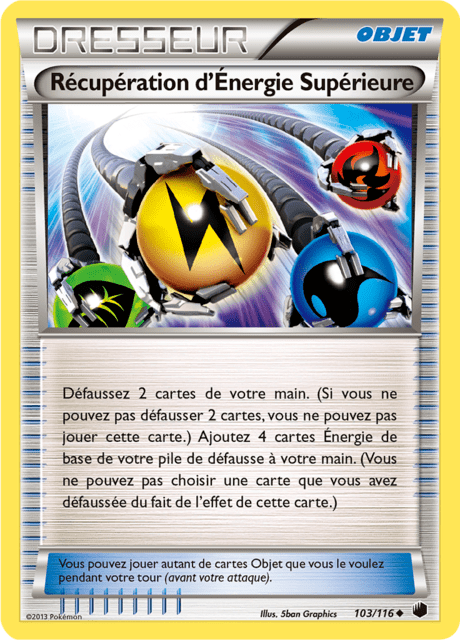 DRESSEUR OBJET
Récupération d'Énergie Supérieure
Défaussez 2 cartes de votre main. (Si vous ne
pouvez pas défausser 2 cartes, vous ne pouvez pas
jouer cette carte.) Ajoutez 4 cartes Énergie de
base de votre pile de défausse à votre main. (Vous
ne pouvez pas choisir une carte que vous avez
défaussée du fait de l'effet de cette carte.)
Vous pouvez jouer autant de cartes Objet que vous le voulez
pendant votre tour (avant votre attaque).
©2013 Pokémon Illus. 5ban Graphics 103/116